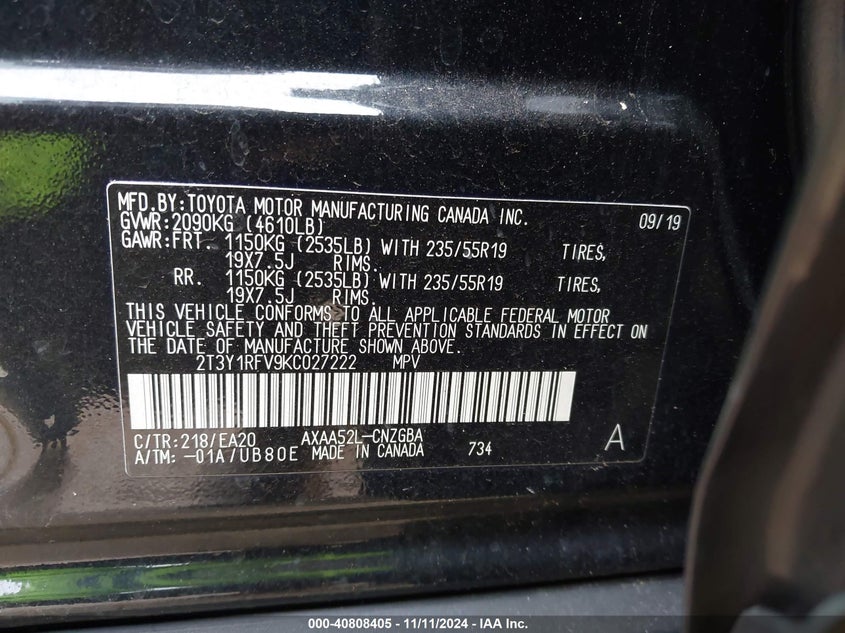 MFD.BY:TOYOTA MOTOR MANUFACTURING CANADA INC. 09/19
GVWR:2090KG (4610LB)
GAWR:FRT. 1150KG (2535LB) WITH 235/55R19 TIRES,
19X7.5J RIMS.
RR. 1150KG (2535LB) WITH 235/55R19 TIRES,
19X7.5J RIMS.
THIS VEHICLE CONFORMS TO ALL APPLICABLE FEDERAL MOTOR
VEHICLE SAFETY AND THEFT PREVENTION STANDARDS IN EFFECT ON
THE DATE OF MANUFACTURE SHOWN ABOVE.
2T3Y1RFV9KC027222 MPV
C/TR:218/EA20 AXAA52L-CNZGBA A
A/TM:-01A/UB80E MADE IN CANADA 734
000-40808405 - 11/11/2024 - IAA Inc.